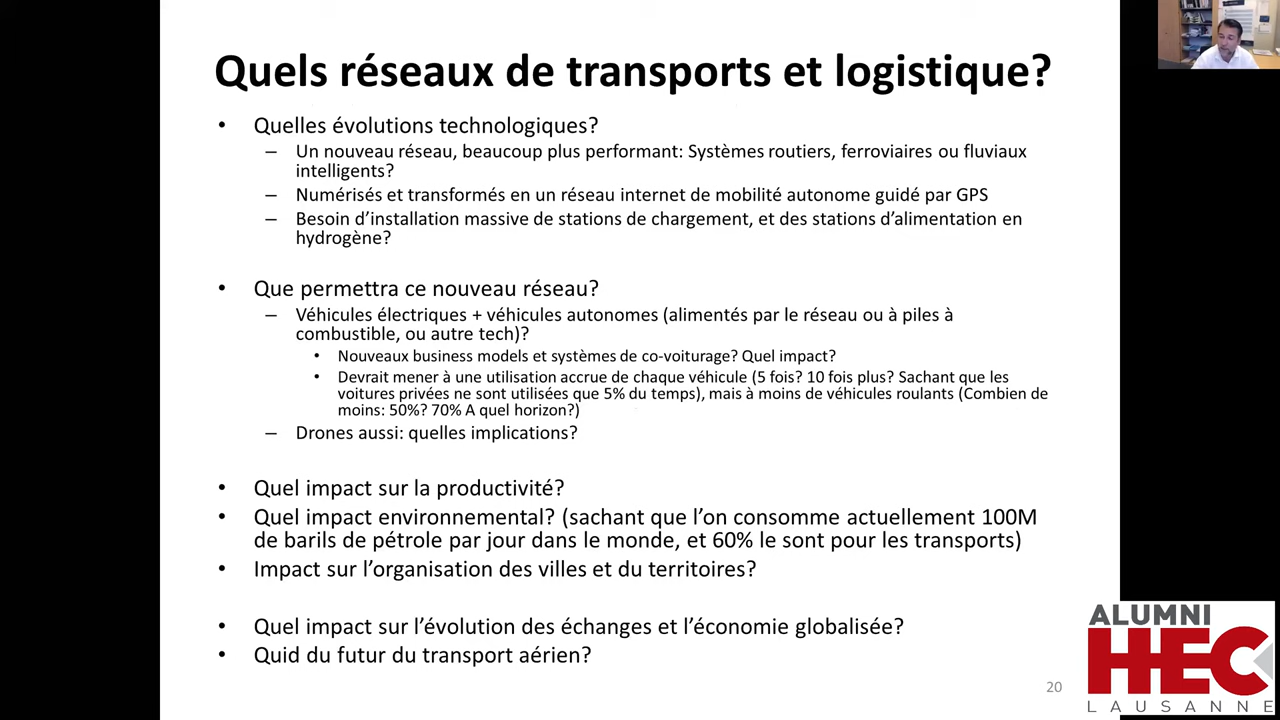 Quels réseaux de transports et logistique?
• Quelles évolutions technologiques?
– Un nouveau réseau, beaucoup plus performant: Systèmes routiers, ferroviaires ou fluviaux
intelligents?
– Numérisés et transformés en un réseau internet de mobilité autonome guidé par GPS
– Besoin d’installation massive de stations de chargement, et des stations d’alimentation en
hydrogène?
• Que permettra ce nouveau réseau?
– Véhicules électriques + véhicules autonomes (alimentés par le réseau ou à piles à
combustible, ou autre tech)?
• Nouveaux business models et systèmes de co-voiturage? Quel impact?
• Devrait mener à une utilisation accrue de chaque véhicule (5 fois? 10 fois plus? Sachant que les
voitures privées ne sont utilisées que 5% du temps), mais à moins de véhicules roulants (Combien de
moins: 50%? 70% A quel horizon?)
– Drones aussi: quelles implications?
• Quel impact sur la productivité?
• Quel impact environnemental? (sachant que l’on consomme actuellement 100M
de barils de pétrole par jour dans le monde, et 60% le sont pour les transports)
• Impact sur l’organisation des villes et du territoires?
• Quel impact sur l’évolution des échanges et l’économie globalisée?
• Quid du futur du transport aérien?
20
ALUMNI
HEC
LAUSANNE